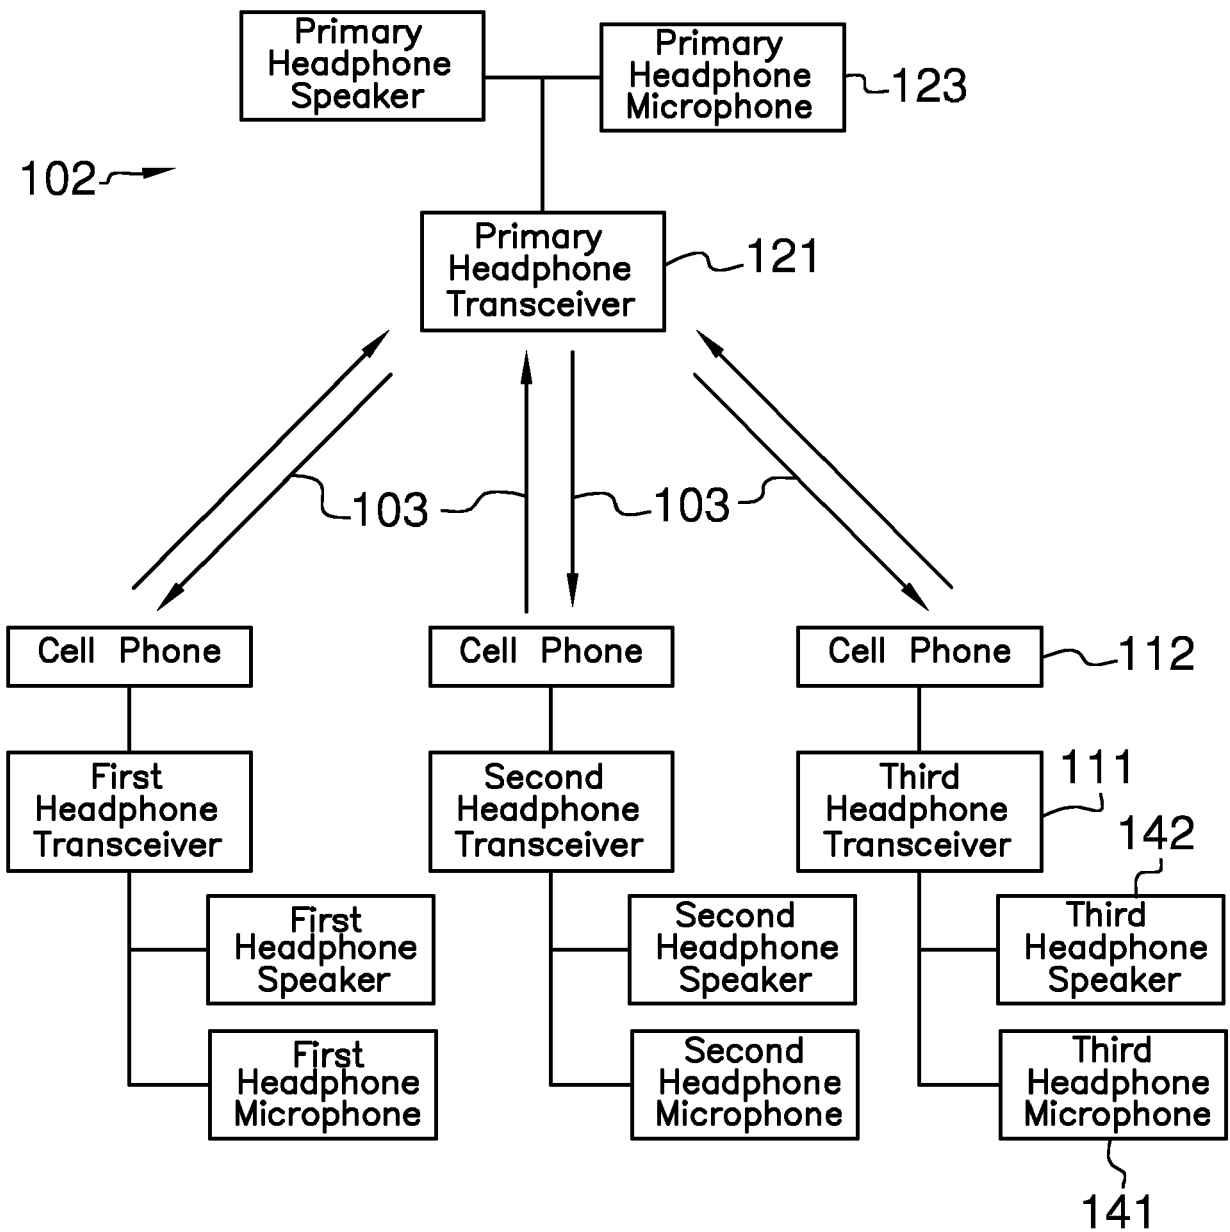 Primary
Headphone
Speaker
Primary
Headphone
Microphone
123
102
Primary
Headphone
Transceiver
121
103
103
Cell Phone
Cell Phone
Cell Phone
112
First
Headphone
Transceiver
Second
Headphone
Transceiver
Third
Headphone
Transceiver
111
142
First
Headphone
Speaker
Second
Headphone
Speaker
Third
Headphone
Speaker
First
Headphone
Microphone
Second
Headphone
Microphone
Third
Headphone
Microphone
141